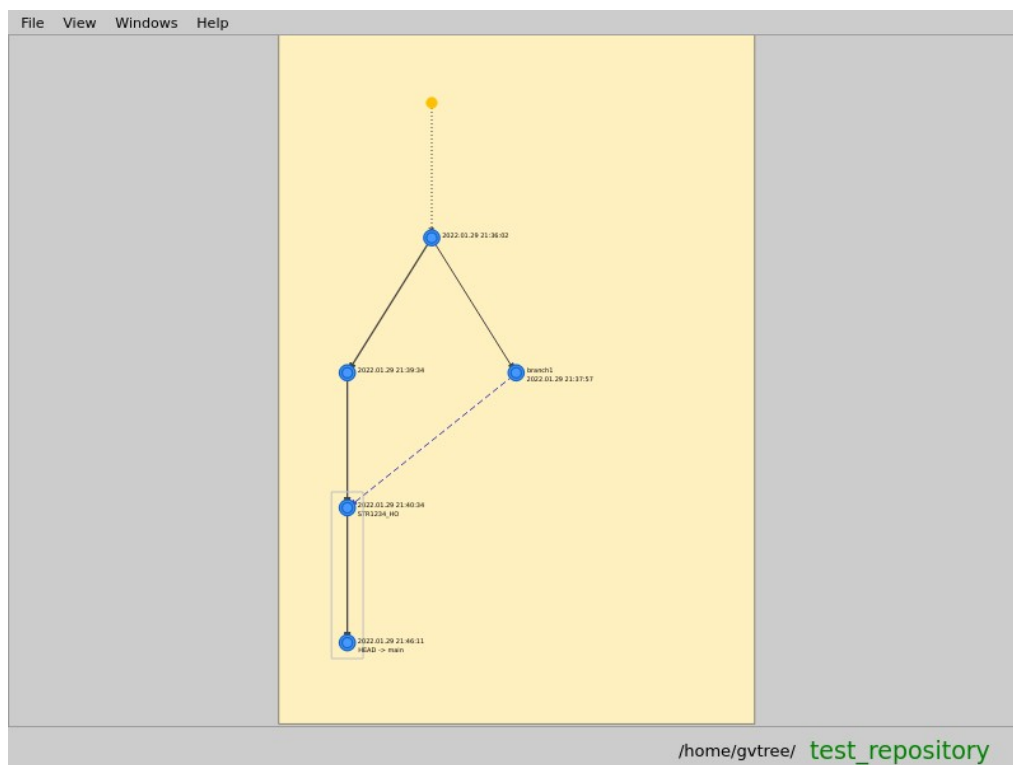 File View Windows Help
2022.01.29 21:36:02
2022.01.29 21:39:34
branch1
2022.01.29 21:37:57
2022.01.29 21:40:34
STR1234_HO
2022.01.29 21:46:11
HEAD -> main
/home/gvtree/ test_repository